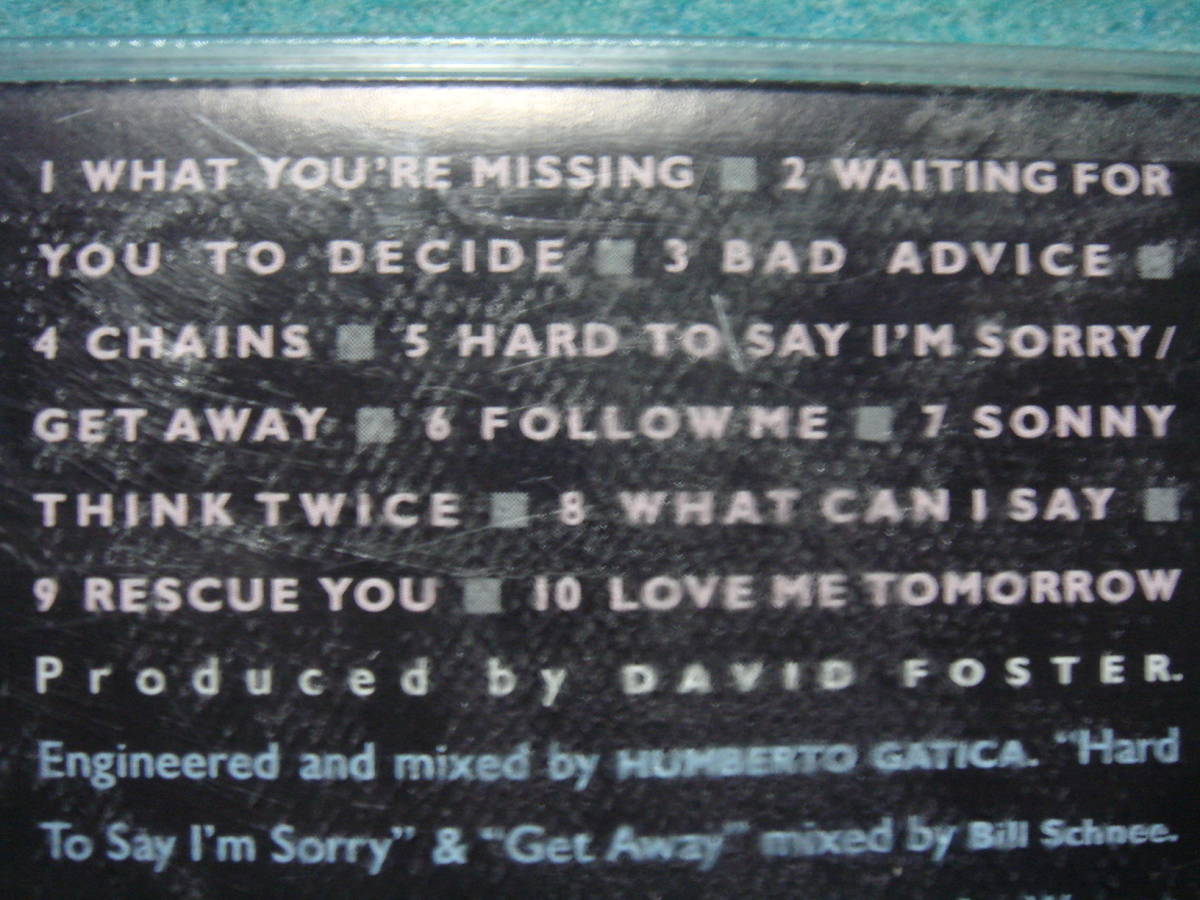 1 WHAT YOU'RE MISSING ■ 2 WAITING FOR
YOU TO DECIDE ■ 3 BAD ADVICE ■
4 CHAINS ■ 5 HARD TO SAY I'M SORRY/
GET AWAY ■ 6 FOLLOW ME ■ 7 SONNY
THINK TWICE ■ 8 WHAT CAN I SAY ■
9 RESCUE YOU ■ 10 LOVE ME TOMORROW
Produced by DAVID FOSTER.
Engineered and mixed by HUMBERTO GATICA. "Hard
To Say I'm Sorry" & "Get Away" mixed by Bill Schnee.